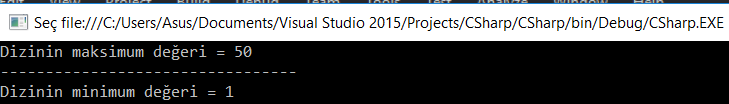 Seç file:///C:/Users/Asus/Documents/Visual Studio 2015/Projects/CSharp/CSharp/bin/Debug/CSharp.EXE
Dizinin maksimum değeri = 50
---------------------------------
Dizinin minimum değeri = 1